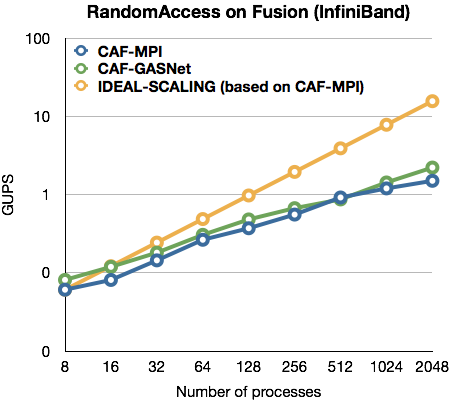 RandomAccess on Fusion (InfiniBand)
100
10
1
0
0
GUPS
CAF-MPI
CAF-GASNet
IDEAL-SCALING (based on CAF-MPI)
8 16 32 64 128 256 512 1024 2048
Number of processes